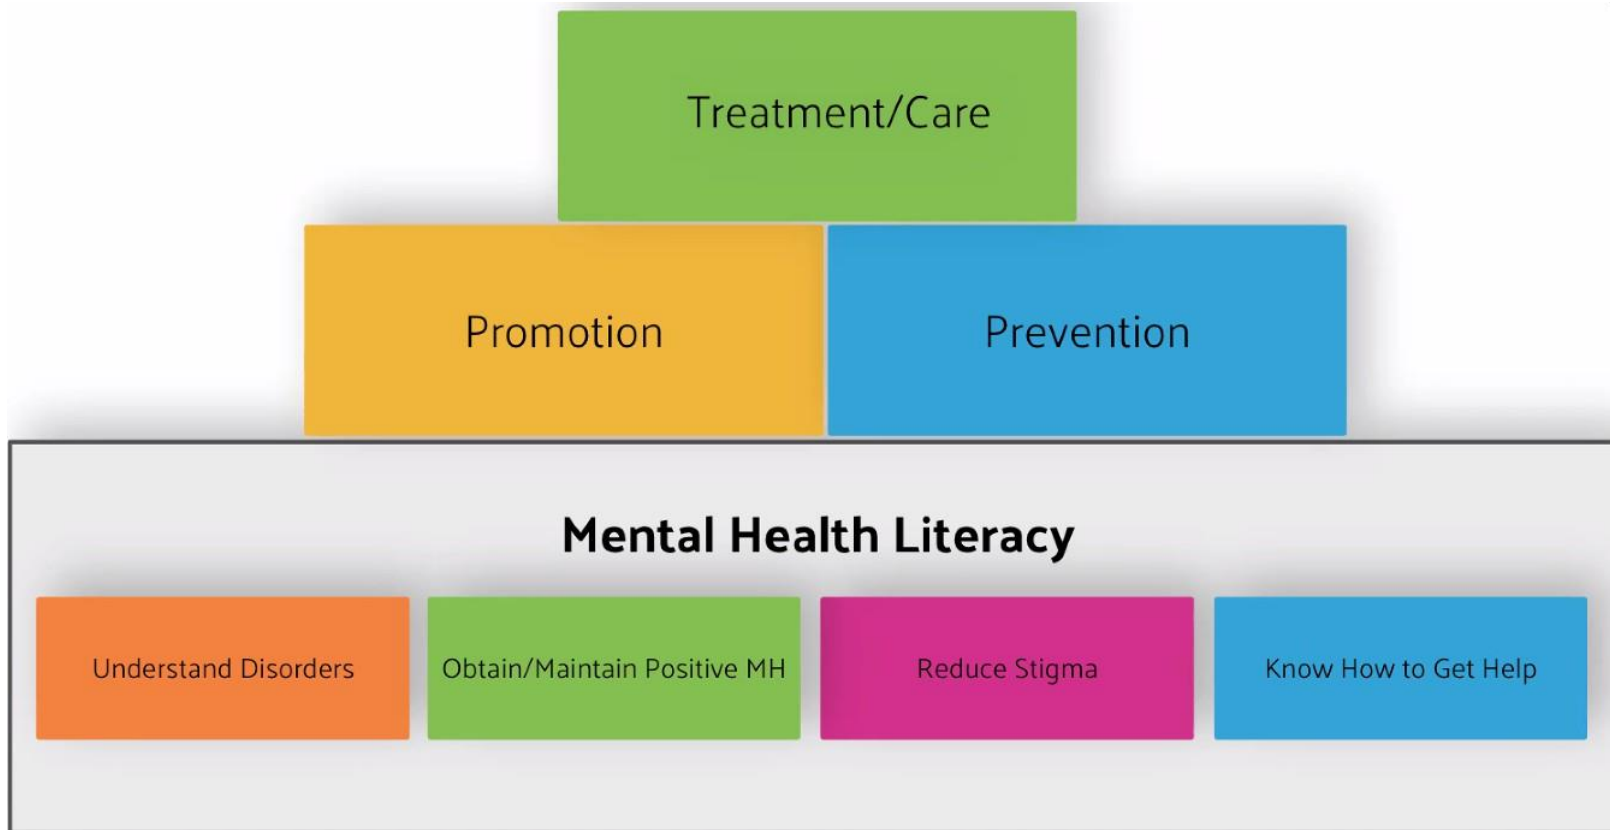 Treatment/Care
Promotion
Prevention
Mental Health Literacy
Understand Disorders
Obtain/Maintain Positive MH
Reduce Stigma
Know How to Get Help